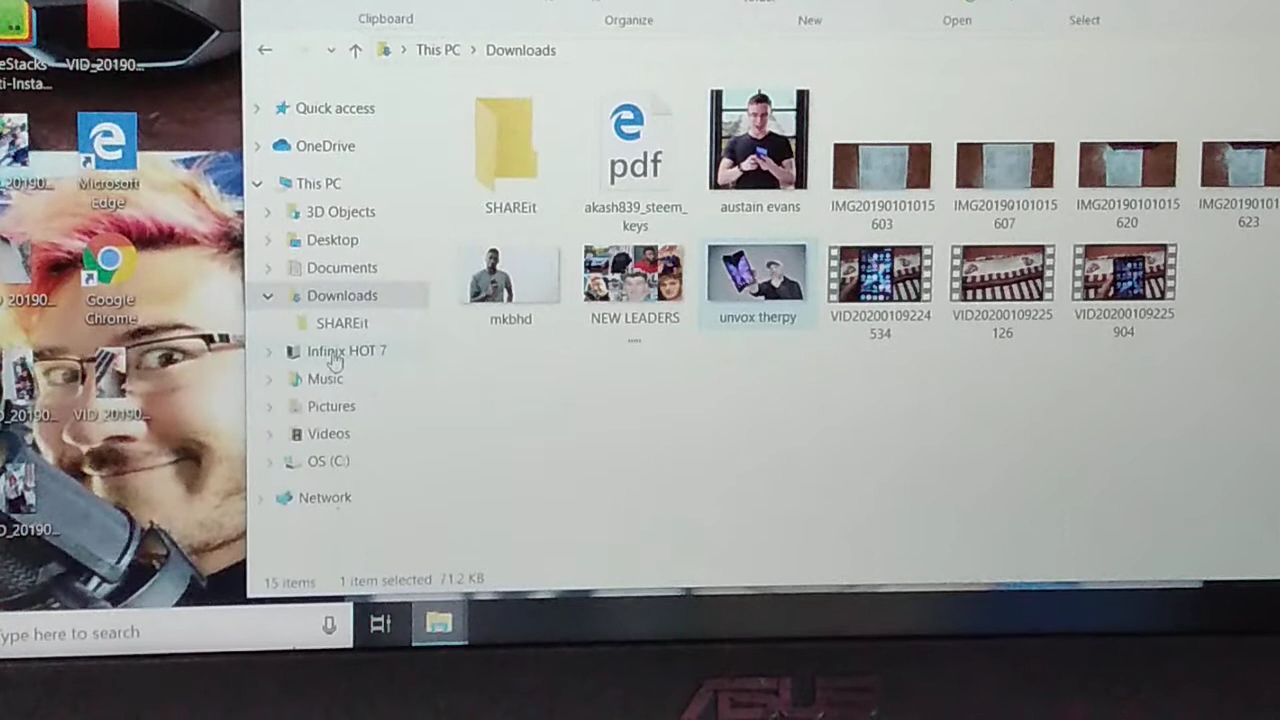 Clipboard
Organize
New
Open
Select
This PC
Downloads
VID_20190...
Quick access
OneDrive
This PC
3D Objects
Desktop
Documents
Downloads
SHAREit
Infinix HOT 7
Music
Pictures
Videos
OS (C:)
Network
Microsoft
Edge
Google
Chrome
VID_20190...
SHAREit
pdf
akash839_steem_
keys
austain evans
IMG20190101015
603
IMG20190101015
607
IMG20190101015
620
IMG20190101
623
mkbhd
NEW LEADERS
....
unvox therpy
VID20200109224
534
VID20200109225
126
VID20200109225
904
15 items
1 item selected 71.2 KB
ype here to search
ASUS